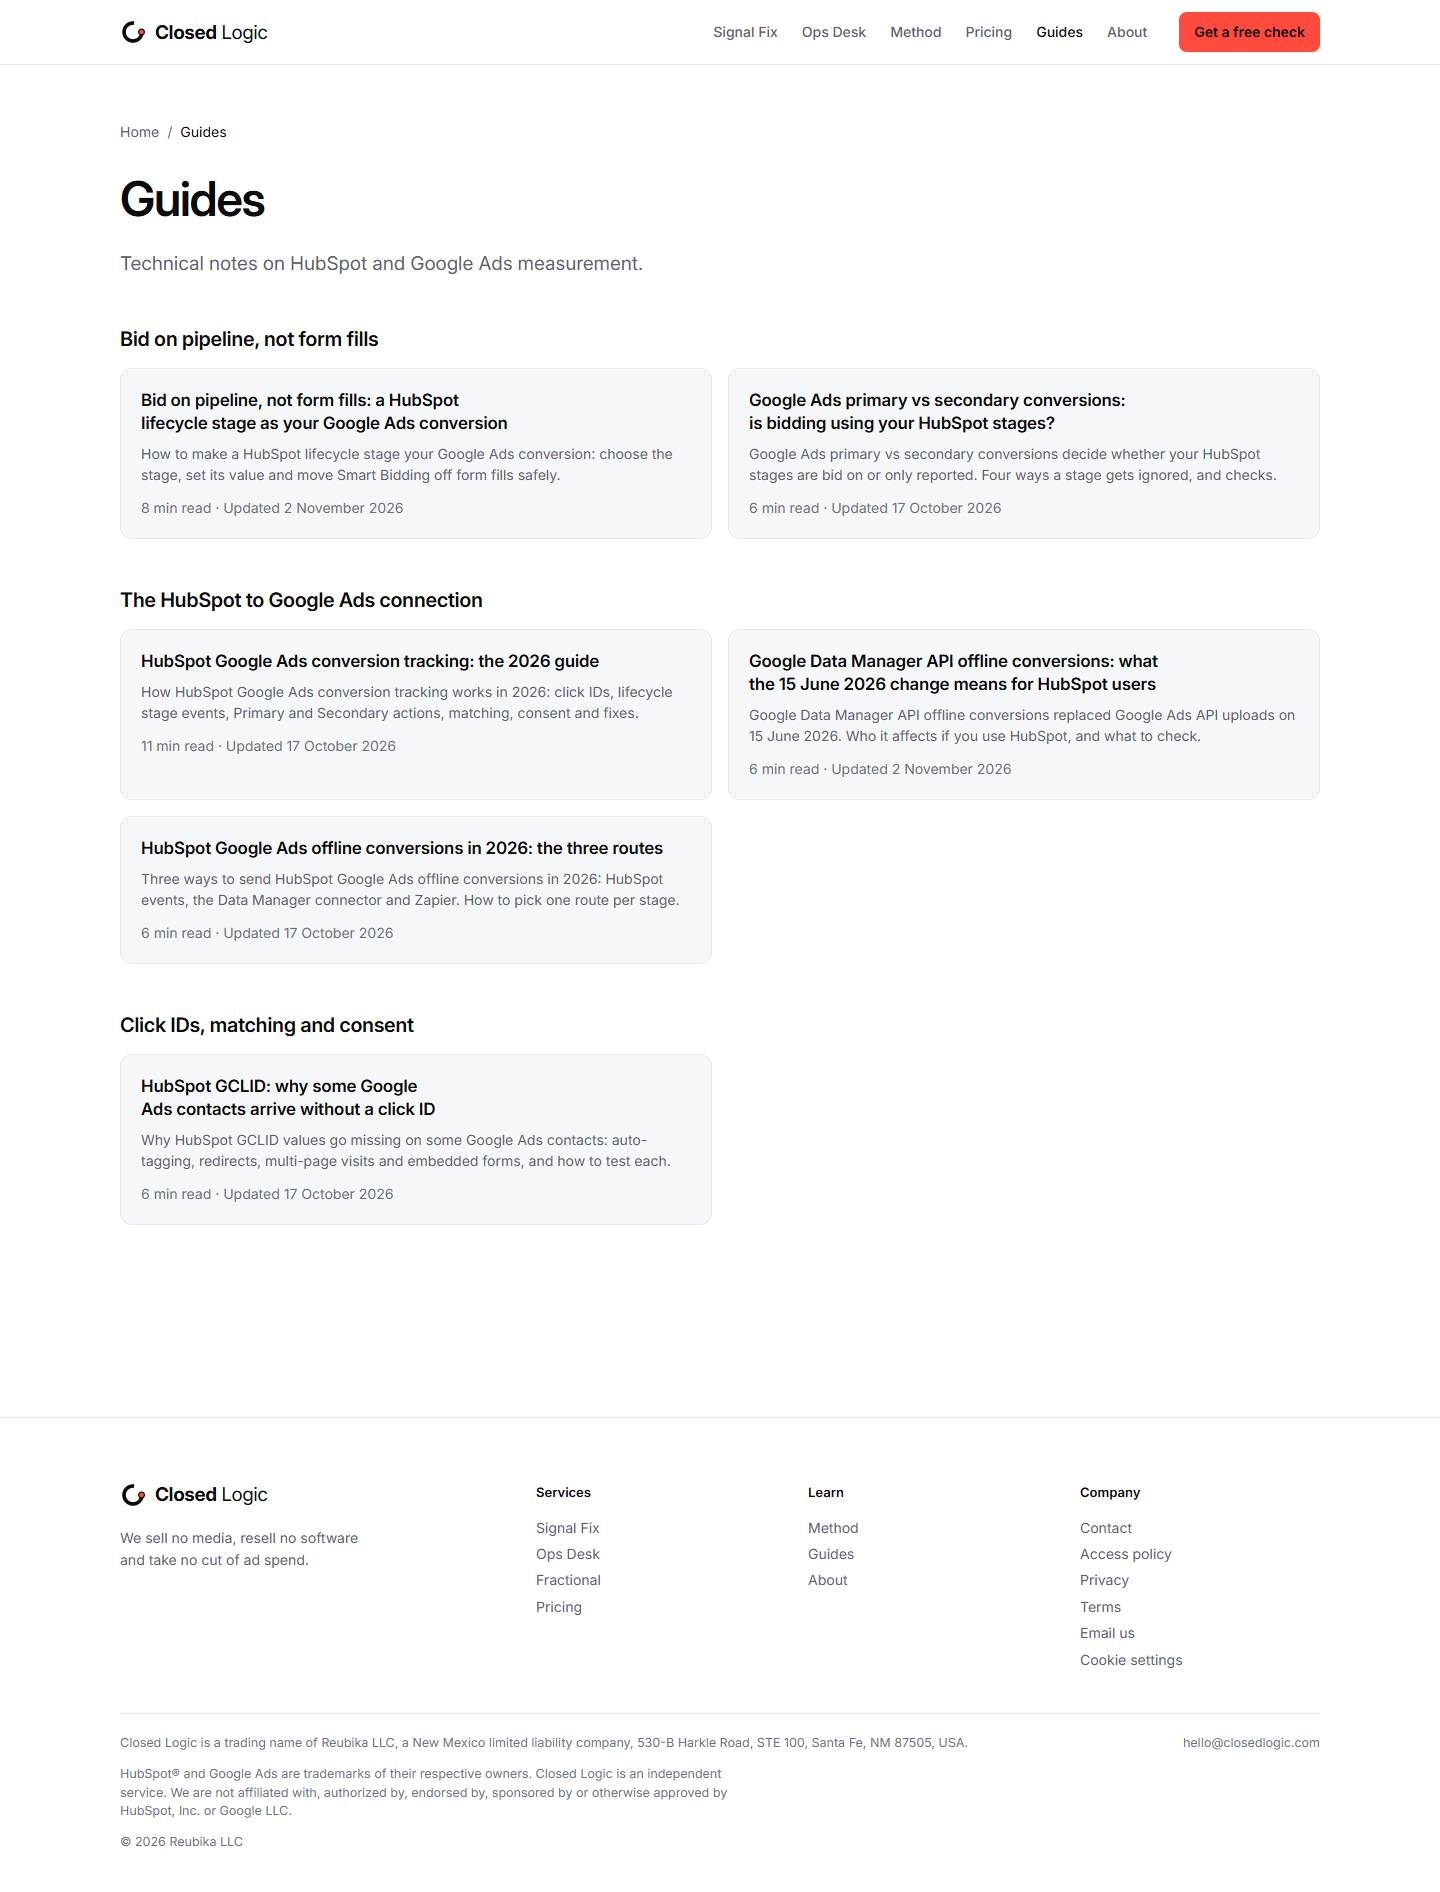 Closed Logic
Signal Fix Ops Desk Method Pricing Guides About Get a free check
Home / Guides
Guides
Technical notes on HubSpot and Google Ads measurement.
Bid on pipeline, not form fills
Bid on pipeline, not form fills: a HubSpot
lifecycle stage as your Google Ads conversion
How to make a HubSpot lifecycle stage your Google Ads conversion: choose the
stage, set its value and move Smart Bidding off form fills safely.
8 min read · Updated 2 November 2026
Google Ads primary vs secondary conversions:
is bidding using your HubSpot stages?
Google Ads primary vs secondary conversions decide whether your HubSpot
stages are bid on or only reported. Four ways a stage gets ignored, and checks.
6 min read · Updated 17 October 2026
The HubSpot to Google Ads connection
HubSpot Google Ads conversion tracking: the 2026 guide
How HubSpot Google Ads conversion tracking works in 2026: click IDs, lifecycle
stage events, Primary and Secondary actions, matching, consent and fixes.
11 min read · Updated 17 October 2026
Google Data Manager API offline conversions: what
the 15 June 2026 change means for HubSpot users
Google Data Manager API offline conversions replaced Google Ads API uploads on
15 June 2026. Who it affects if you use HubSpot, and what to check.
6 min read · Updated 2 November 2026
HubSpot Google Ads offline conversions in 2026: the three routes
Three ways to send HubSpot Google Ads offline conversions in 2026: HubSpot
events, the Data Manager connector and Zapier. How to pick one route per stage.
6 min read · Updated 17 October 2026
Click IDs, matching and consent
HubSpot GCLID: why some Google
Ads contacts arrive without a click ID
Why HubSpot GCLID values go missing on some Google Ads contacts: auto-
tagging, redirects, multi-page visits and embedded forms, and how to test each.
6 min read · Updated 17 October 2026
Closed Logic
We sell no media, resell no software
and take no cut of ad spend.
Services
Signal Fix
Ops Desk
Fractional
Pricing
Learn
Method
Guides
About
Company
Contact
Access policy
Privacy
Terms
Email us
Cookie settings
Closed Logic is a trading name of Reubika LLC, a New Mexico limited liability company, 530-B Harkle Road, STE 100, Santa Fe, NM 87505, USA.
hello@closedlogic.com
HubSpot® and Google Ads are trademarks of their respective owners. Closed Logic is an independent
service. We are not affiliated with, authorized by, endorsed by, sponsored by or otherwise approved by
HubSpot, Inc. or Google LLC.
© 2026 Reubika LLC